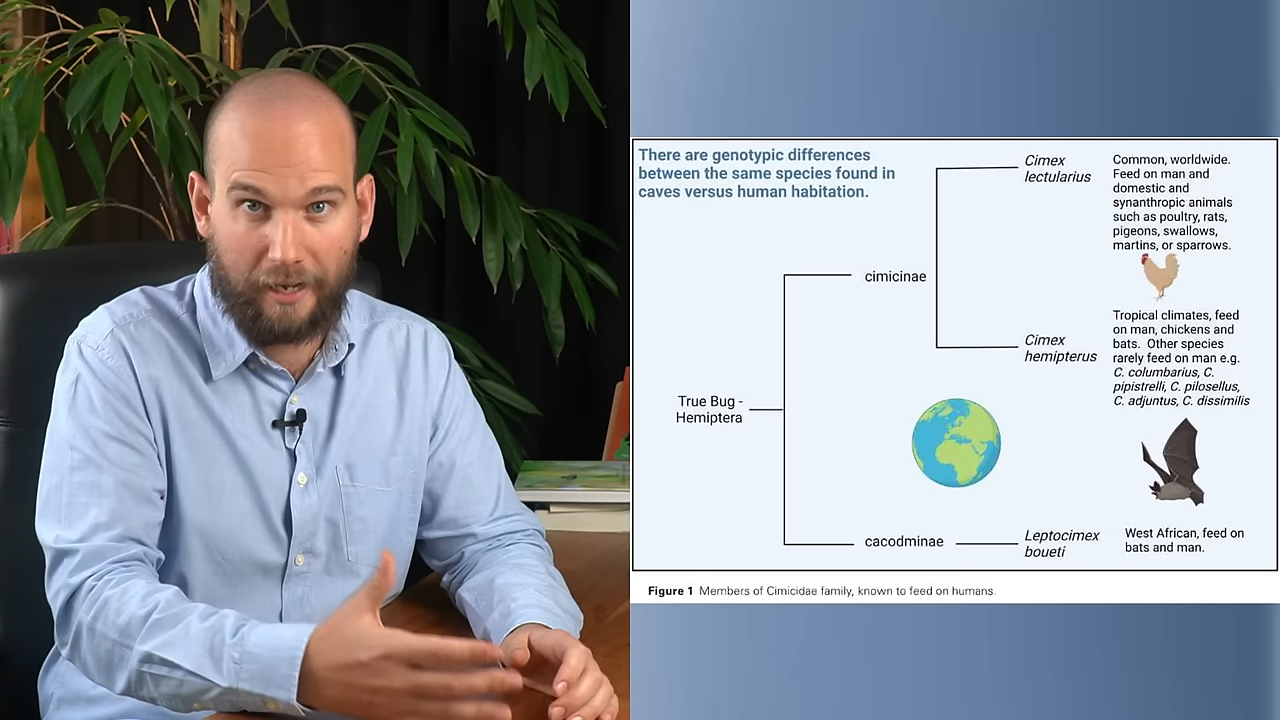 There are genotypic differences
between the same species found in
caves versus human habitation.
Cimex
lectularius
Common, worldwide.
Feed on man and
domestic and
synanthropic animals
such as poultry, rats,
pigeons, swallows,
martins, or sparrows.
cimicinae
Cimex
hemipterus
Tropical climates, feed
on man, chickens and
bats. Other species
rarely feed on man e.g.
C. columbarius, C.
pipistrelli, C. pilosellus,
C. adjuntus, C. dissimilis
True Bug -
Hemiptera
cacodminae
Leptocimex
boueti
West African, feed on
bats and man.
Figure 1 Members of Cimicidae family, known to feed on humans.